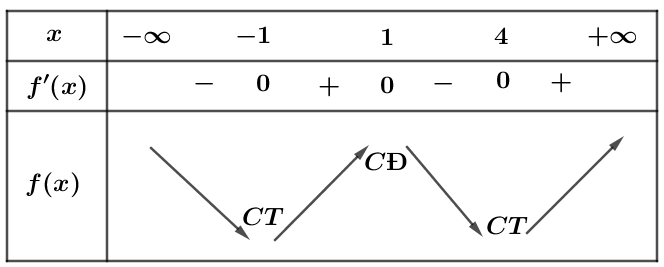 x −∞ −1 1 4 +∞
f′(x) − 0 + 0 − 0 +
CĐ
f(x)
CT CT